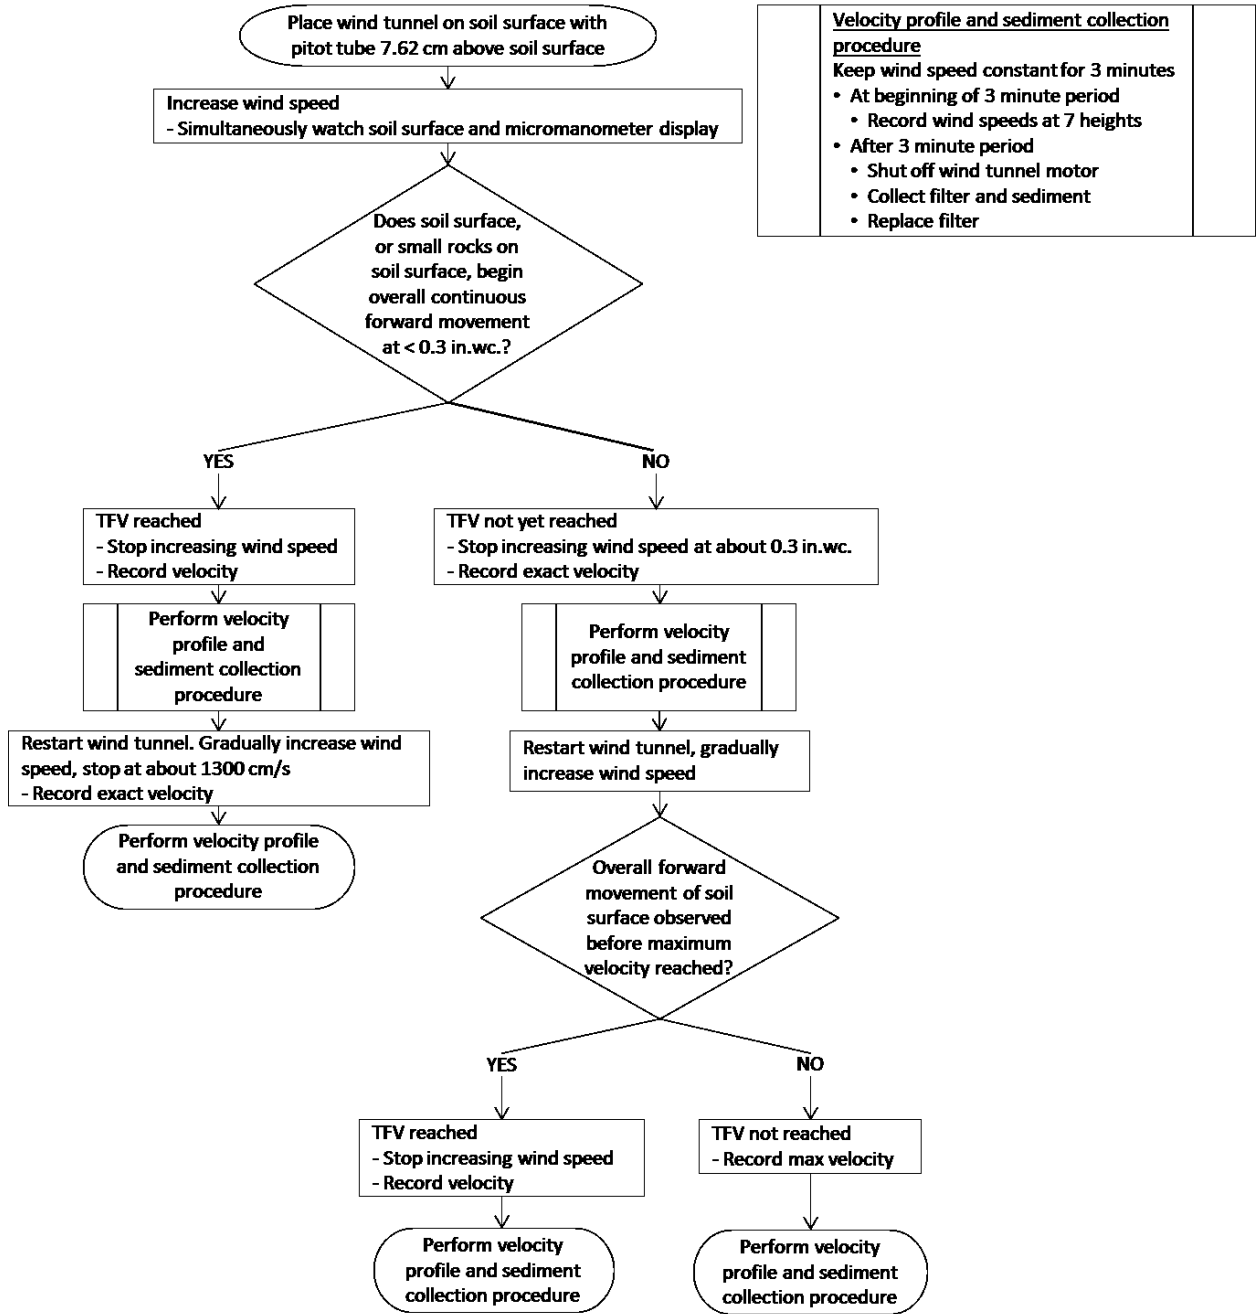 Place wind tunnel on soil surface with
pitot tube 7.62 cm above soil surface
Increase wind speed
- Simultaneously watch soil surface and micromanometer display
Velocity profile and sediment collection
procedure
Keep wind speed constant for 3 minutes
• At beginning of 3 minute period
• Record wind speeds at 7 heights
• After 3 minute period
• Shut off wind tunnel motor
• Collect filter and sediment
• Replace filter
Does soil surface,
or small rocks on
soil surface, begin
overall continuous
forward movement
at < 0.3 in.wc.?
YES
NO
TFV reached
- Stop increasing wind speed
- Record velocity
TFV not yet reached
- Stop increasing wind speed at about 0.3 in.wc.
- Record exact velocity
Perform velocity
profile and
sediment collection
procedure
Perform velocity
profile and sediment
collection procedure
Restart wind tunnel. Gradually increase wind
speed, stop at about 1300 cm/s
- Record exact velocity
Restart wind tunnel, gradually
increase wind speed
Perform velocity profile
and sediment collection
procedure
Overall forward
movement of soil
surface observed
before maximum
velocity reached?
YES
NO
TFV reached
- Stop increasing wind speed
- Record velocity
TFV not reached
- Record max velocity
Perform velocity
profile and sediment
collection procedure
Perform velocity
profile and sediment
collection procedure